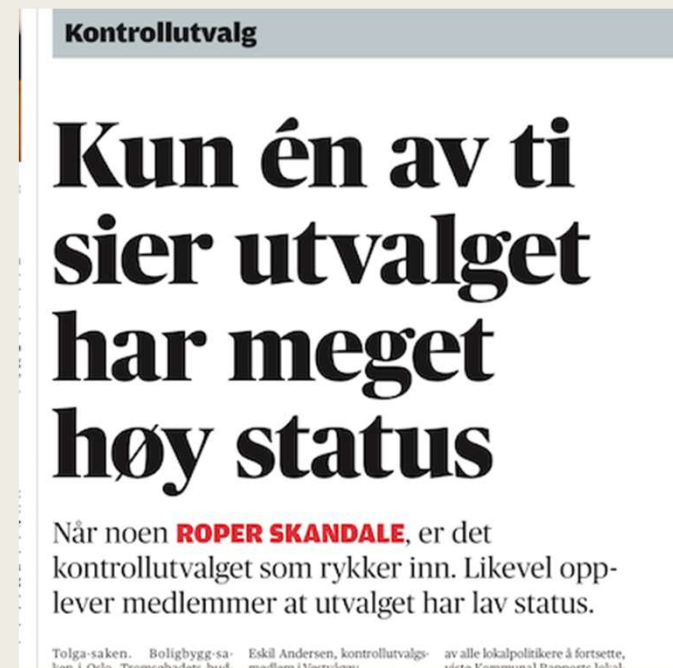 Kontrollutvalg
Kun én av ti
sier utvalget
har meget
høy status
Når noen ROPER SKANDALE, er det
kontrollutvalget som rykker inn. Likevel opp-
lever medlemmer at utvalget har lav status.
Tolga-saken. Boligbygg-sa-
Eskil Andersen, kontrollutvalgs-
av alle lokalpolitikere å fortsette,